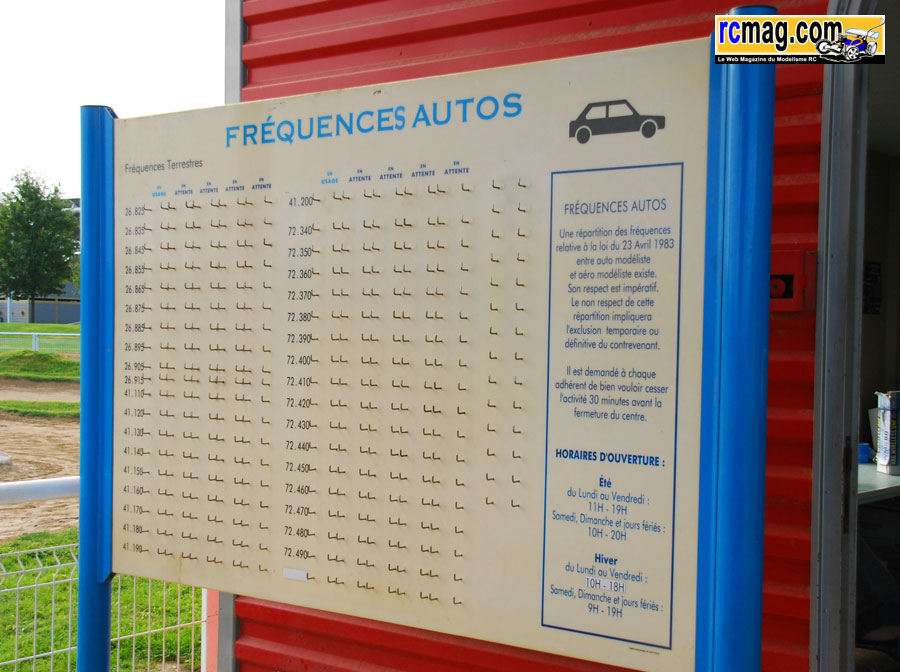 rcmag.com
Le Web Magazine du Modelisme RC
FRÉQUENCES AUTOS
Fréquences Terrestres
EN USAGE EN ATTENTE EN ATTENTE EN ATTENTE EN ATTENTE
26.825
26.835
26.845
26.855
26.865
26.875
26.885
26.895
26.905
26.915
41.110
41.120
41.130
41.140
41.150
41.160
41.170
41.180
41.190
EN USAGE EN ATTENTE EN ATTENTE EN ATTENTE EN ATTENTE
41.200
72.340
72.350
72.360
72.370
72.380
72.390
72.400
72.410
72.420
72.430
72.440
72.450
72.460
72.470
72.480
72.490
FRÉQUENCES AUTOS
Une répartition des fréquences
relative à la loi du 23 Avril 1983
entre auto modéliste
et aéro modéliste existe.
Son respect est impératif.
Le non respect de cette
répartition impliquera
l'exclusion temporaire ou
définitive du contrevenant.
Il est demandé à chaque
adhérent de bien vouloir cesser
l'activité 30 minutes avant la
fermeture du centre.
HORAIRES D'OUVERTURE :
Été
du Lundi au Vendredi :
11H - 19H
Samedi, Dimanche et jours fériés :
10H - 20H
Hiver
du Lundi au Vendredi :
10H - 18H
Samedi, Dimanche et jours fériés :
9H - 19H